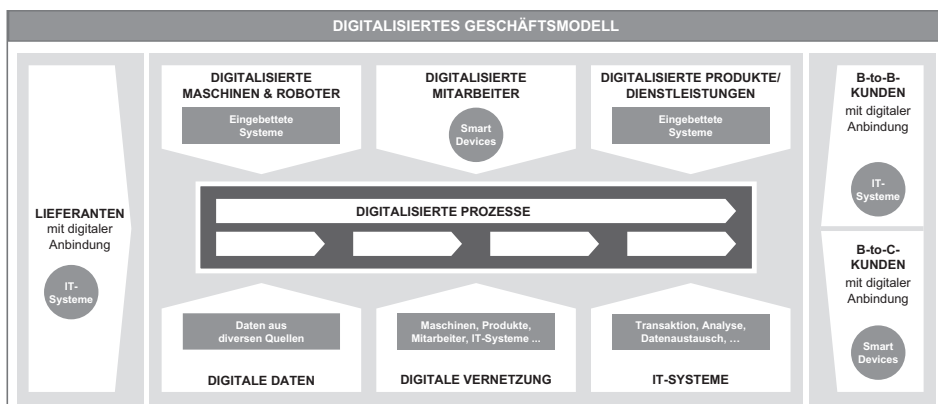 DIGITALISIERTES GESCHÄFTSMODELL
LIEFERANTEN
mit digitaler
Anbindung
IT-
Systeme
DIGITALISIERTE
MASCHINEN & ROBOTER
Eingebettete
Systeme
DIGITALISIERTE
MITARBEITER
Smart
Devices
DIGITALISIERTE PRODUKTE/
DIENSTLEISTUNGEN
Eingebettete
Systeme
DIGITALISIERTE PROZESSE
Daten aus
diversen Quellen
DIGITALE DATEN
Maschinen, Produkte,
Mitarbeiter, IT-Systeme ...
DIGITALE VERNETZUNG
Transaktion, Analyse,
Datenaustausch, …
IT-SYSTEME
B-to-B-
KUNDEN
mit digitaler
Anbindung
IT-
Systeme
B-to-C-
KUNDEN
mit digitaler
Anbindung
Smart
Devices